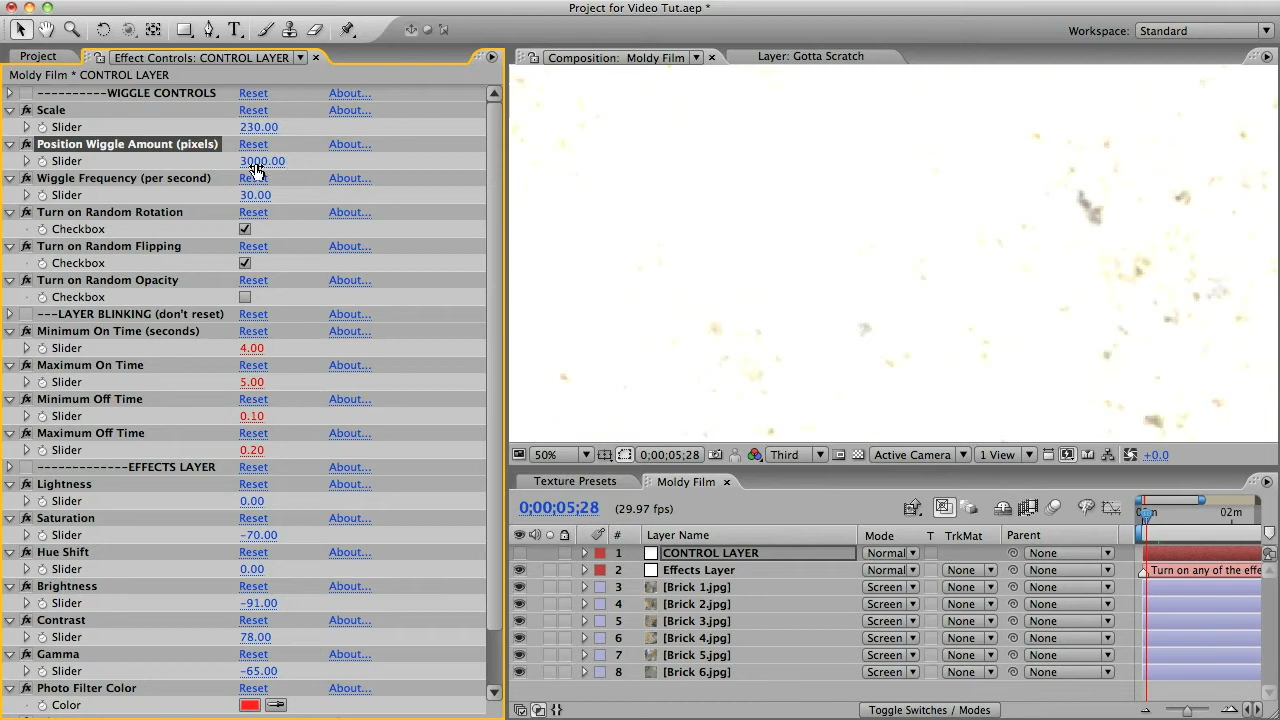 Project for Video Tut.aep *
Workspace: Standard
Project
Effect Controls: CONTROL LAYER
Composition: Moldy Film
Layer: Gotta Scratch
Moldy Film * CONTROL LAYER
----------WIGGLE CONTROLS Reset About...
Scale Reset About...
Slider 230.00
Position Wiggle Amount (pixels) Reset About...
Slider 3000.00
Wiggle Frequency (per second) Reset About...
Slider 30.00
Turn on Random Rotation Reset About...
Checkbox
Turn on Random Flipping Reset About...
Checkbox
Turn on Random Opacity Reset About...
Checkbox
---LAYER BLINKING (don't reset) Reset About...
Minimum On Time (seconds) Reset About...
Slider 4.00
Maximum On Time Reset About...
Slider 5.00
Minimum Off Time Reset About...
Slider 0.10
Maximum Off Time Reset About...
Slider 0.20
-------------EFFECTS LAYER Reset About...
Lightness Reset About...
Slider 0.00
Saturation Reset About...
Slider -70.00
Hue Shift Reset About...
Slider 0.00
Brightness Reset About...
Slider -91.00
Contrast Reset About...
Slider 78.00
Gamma Reset About...
Slider -65.00
Photo Filter Color Reset About...
Color
50% 0;00;05;28 Third Active Camera 1 View +0.0
Texture Presets
Moldy Film
0;00;05;28 (29.97 fps)
02m
# Layer Name Mode T TrkMat Parent
1 CONTROL LAYER Normal None
2 Effects Layer Normal None None Turn on any of the effe
3 [Brick 1.jpg] Screen None None
4 [Brick 2.jpg] Screen None None
5 [Brick 3.jpg] Screen None None
6 [Brick 4.jpg] Screen None None
7 [Brick 5.jpg] Screen None None
8 [Brick 6.jpg] Screen None None
Toggle Switches / Modes